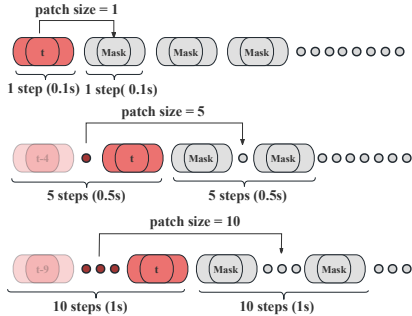 patch size = 1
t Mask Mask Mask
1 step (0.1s) 1 step( 0.1s)
patch size = 5
t-4 t Mask Mask
5 steps (0.5s) 5 steps (0.5s)
patch size = 10
t-9 t Mask Mask
10 steps (1s) 10 steps (1s)